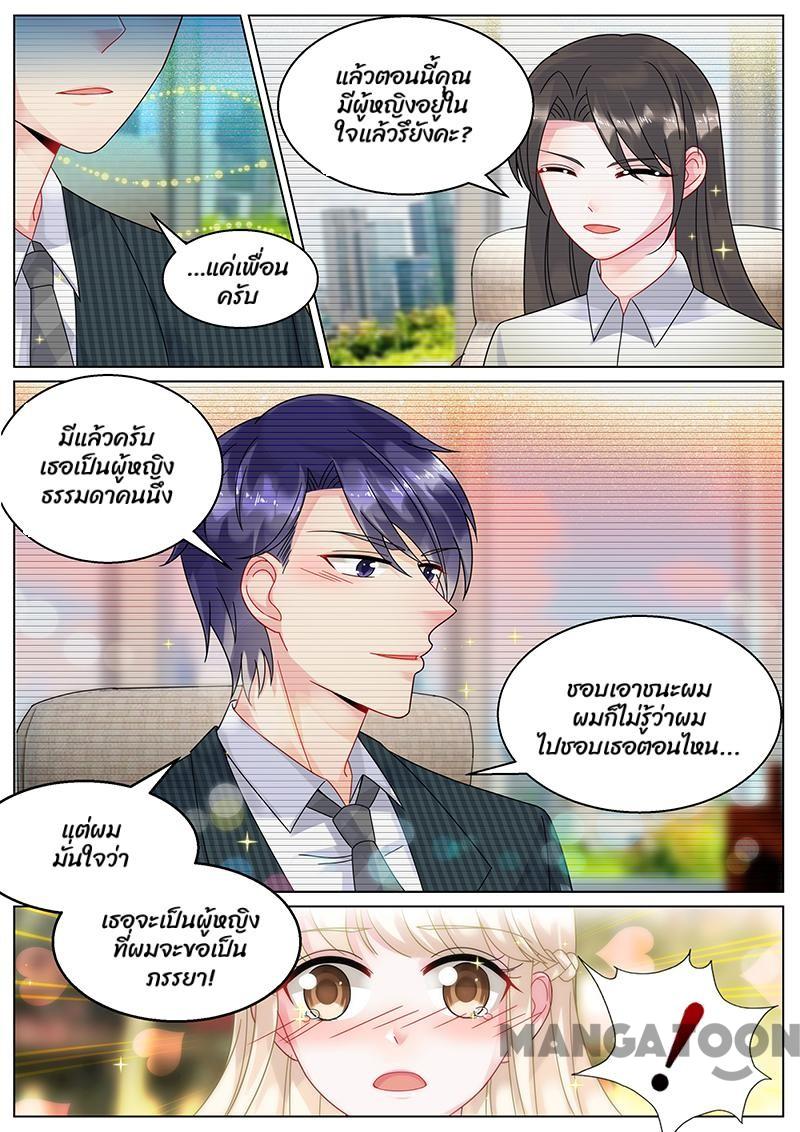 ...แค่เพื่อน
ครับ
แล้วตอนนี้คุณ
มีผู้หญิงอยู่ใน
ใจแล้วรึยังคะ?
มีแล้วครับ
เธอเป็นผู้หญิง
ธรรมดาคนนึง
ชอบเอาชนะผม
ผมก็ไม่รู้ว่าผม
ไปชอบเธอตอนไหน...
แต่ผม
มั่นใจว่า
เธอจะเป็นผู้หญิง
ที่ผมจะขอเป็น
ภรรยา!
!
MANGATOON